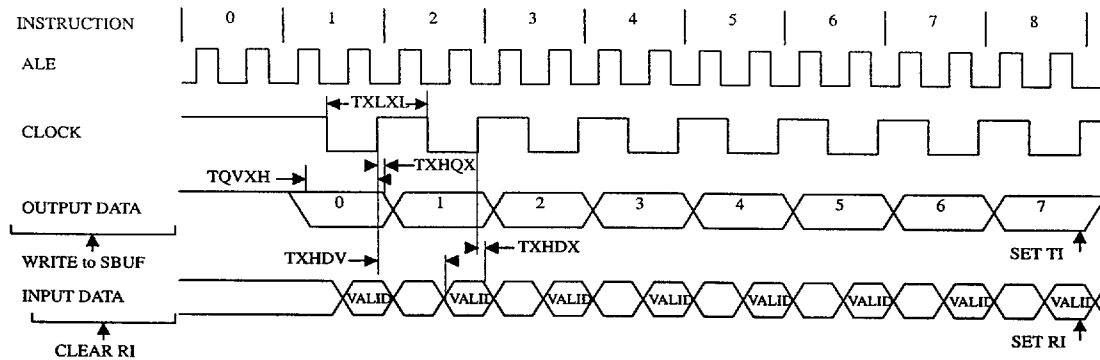 INSTRUCTION 0 1 2 3 4 5 6 7 8
ALE
TXLXL
CLOCK
TXHQX
TQVXH
OUTPUT DATA 0 1 2 3 4 5 6 7
WRITE to SBUF
TXHDV TXHDX SET TI
INPUT DATA VALID VALID VALID VALID VALID VALID VALID VALID
CLEAR RI SET RI